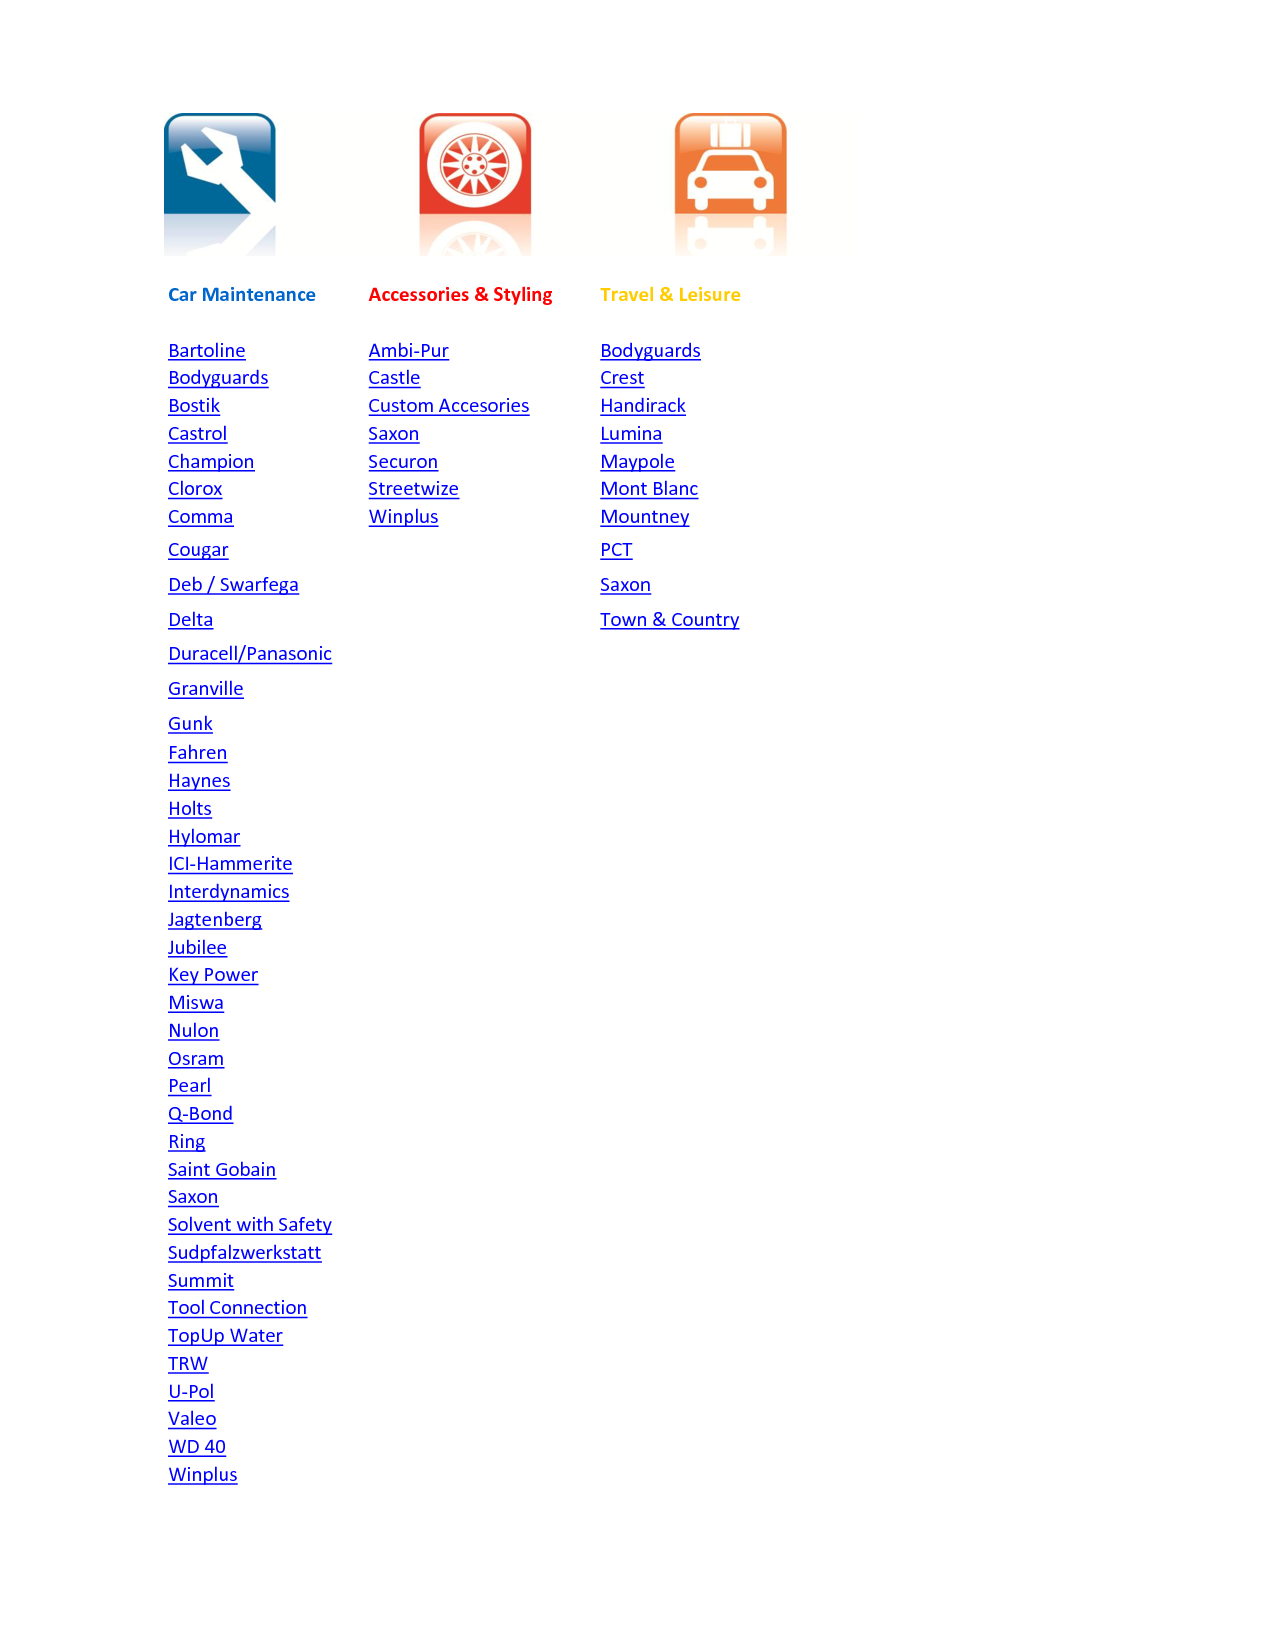 Car Maintenance Accessories & Styling Travel & Leisure
Bartoline Ambi-Pur Bodyguards
Bodyguards Castle Crest
Bostik Custom Accesories Handirack
Castrol Saxon Lumina
Champion Securon Maypole
Clorox Streetwize Mont Blanc
Comma Winplus Mountney
Cougar PCT
Deb / Swarfega Saxon
Delta Town & Country
Duracell/Panasonic
Granville
Gunk
Fahren
Haynes
Holts
Hylomar
ICI-Hammerite
Interdynamics
Jagtenberg
Jubilee
Key Power
Miswa
Nulon
Osram
Pearl
Q-Bond
Ring
Saint Gobain
Saxon
Solvent with Safety
Sudpfalzwerkstatt
Summit
Tool Connection
TopUp Water
TRW
U-Pol
Valeo
WD 40
Winplus